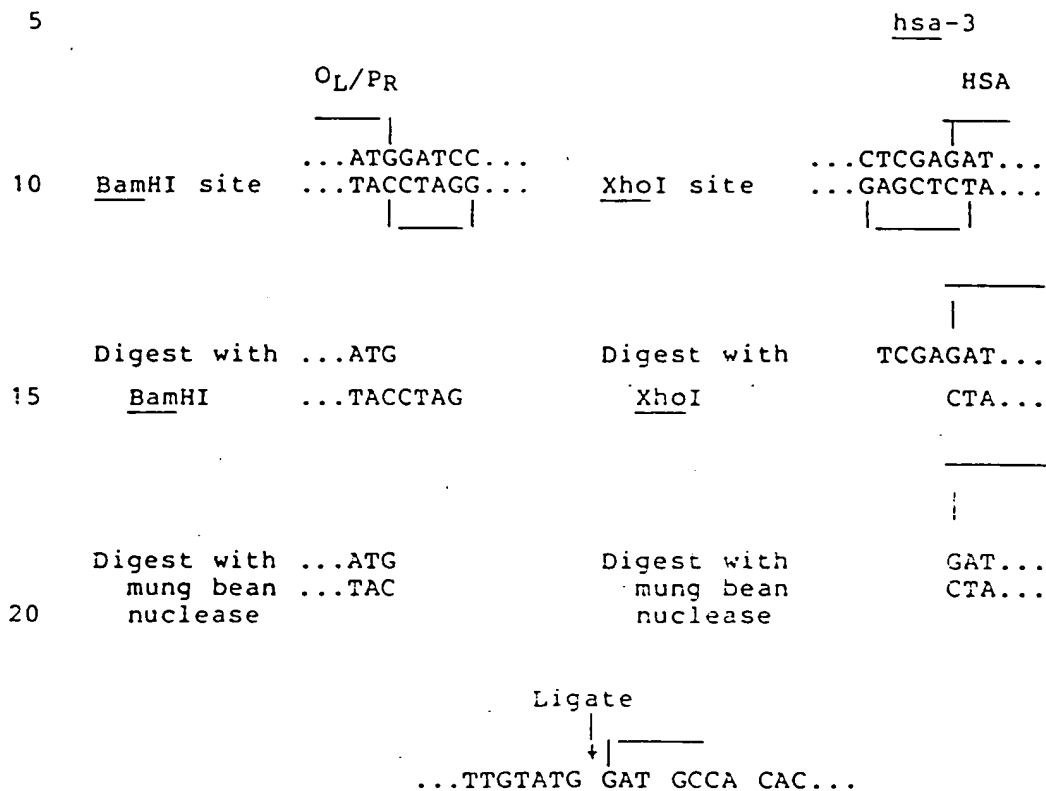 5 hsa-3
OL/PR HSA
...ATGGATCC... ...CTCGAGAT...
10 BamHI site ...TACCTAGG... XhoI site ...GAGCTCTA...
Digest with ...ATG Digest with TCGAGAT...
15 BamHI ...TACCTAG XhoI CTA...
Digest with ...ATG Digest with GAT...
mung bean ...TAC mung bean CTA...
20 nuclease nuclease
Ligate
...TTGTATG GAT GCCA CAC...